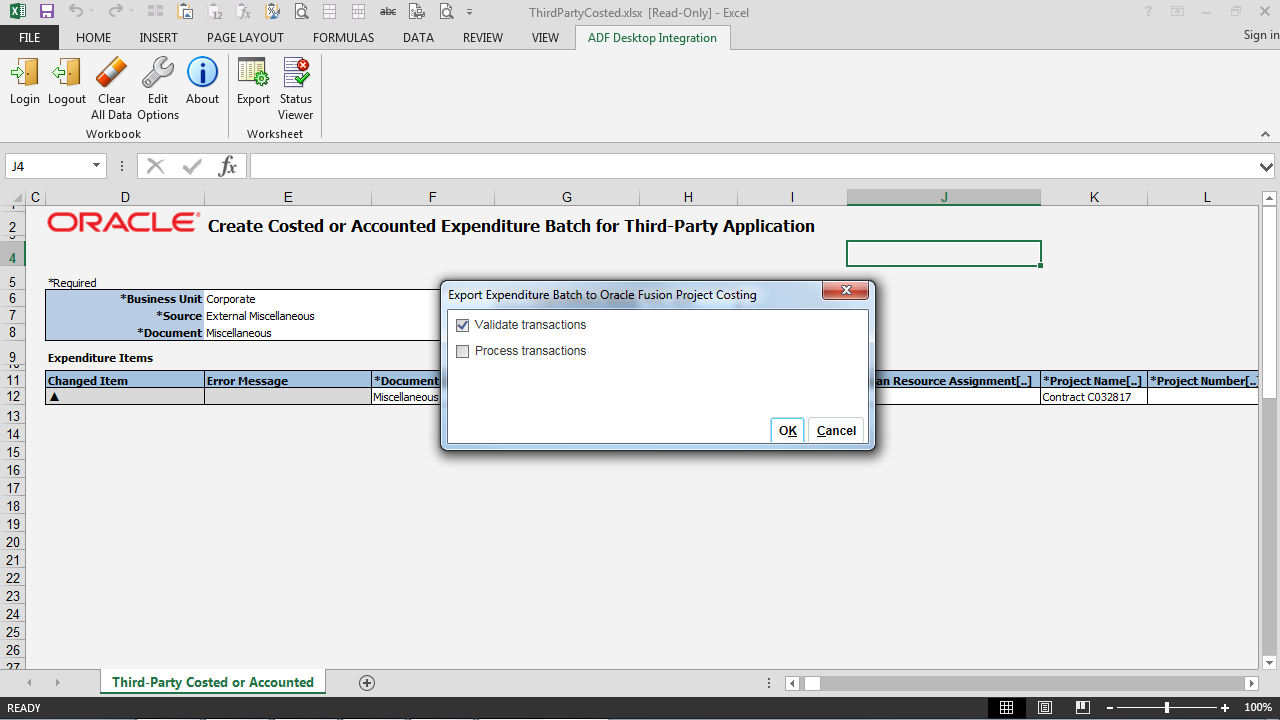 ThirdPartyCosted.xlsx [Read-Only] - Excel
FILE HOME INSERT PAGE LAYOUT FORMULAS DATA REVIEW VIEW ADF Desktop Integration Sign in
Login Logout Clear All Data Edit Options About Export Status Viewer
Workbook Worksheet
J4 fx
C D E F G H I J K L
2 ORACLE Create Costed or Accounted Expenditure Batch for Third-Party Application
4
5 *Required
6 *Business Unit Corporate
7 *Source External Miscellaneous
8 *Document Miscellaneous
9 Expenditure Items
11 Changed Item Error Message *Document an Resource Assignment[..] *Project Name[..] *Project Number[..
12 ▲ Miscellaneous Contract C032817
Export Expenditure Batch to Oracle Fusion Project Costing
Validate transactions
Process transactions
OK Cancel
13
14
15
16
17
18
19
20
21
22
23
24
25
26
27
Third-Party Costed or Accounted
READY 100%